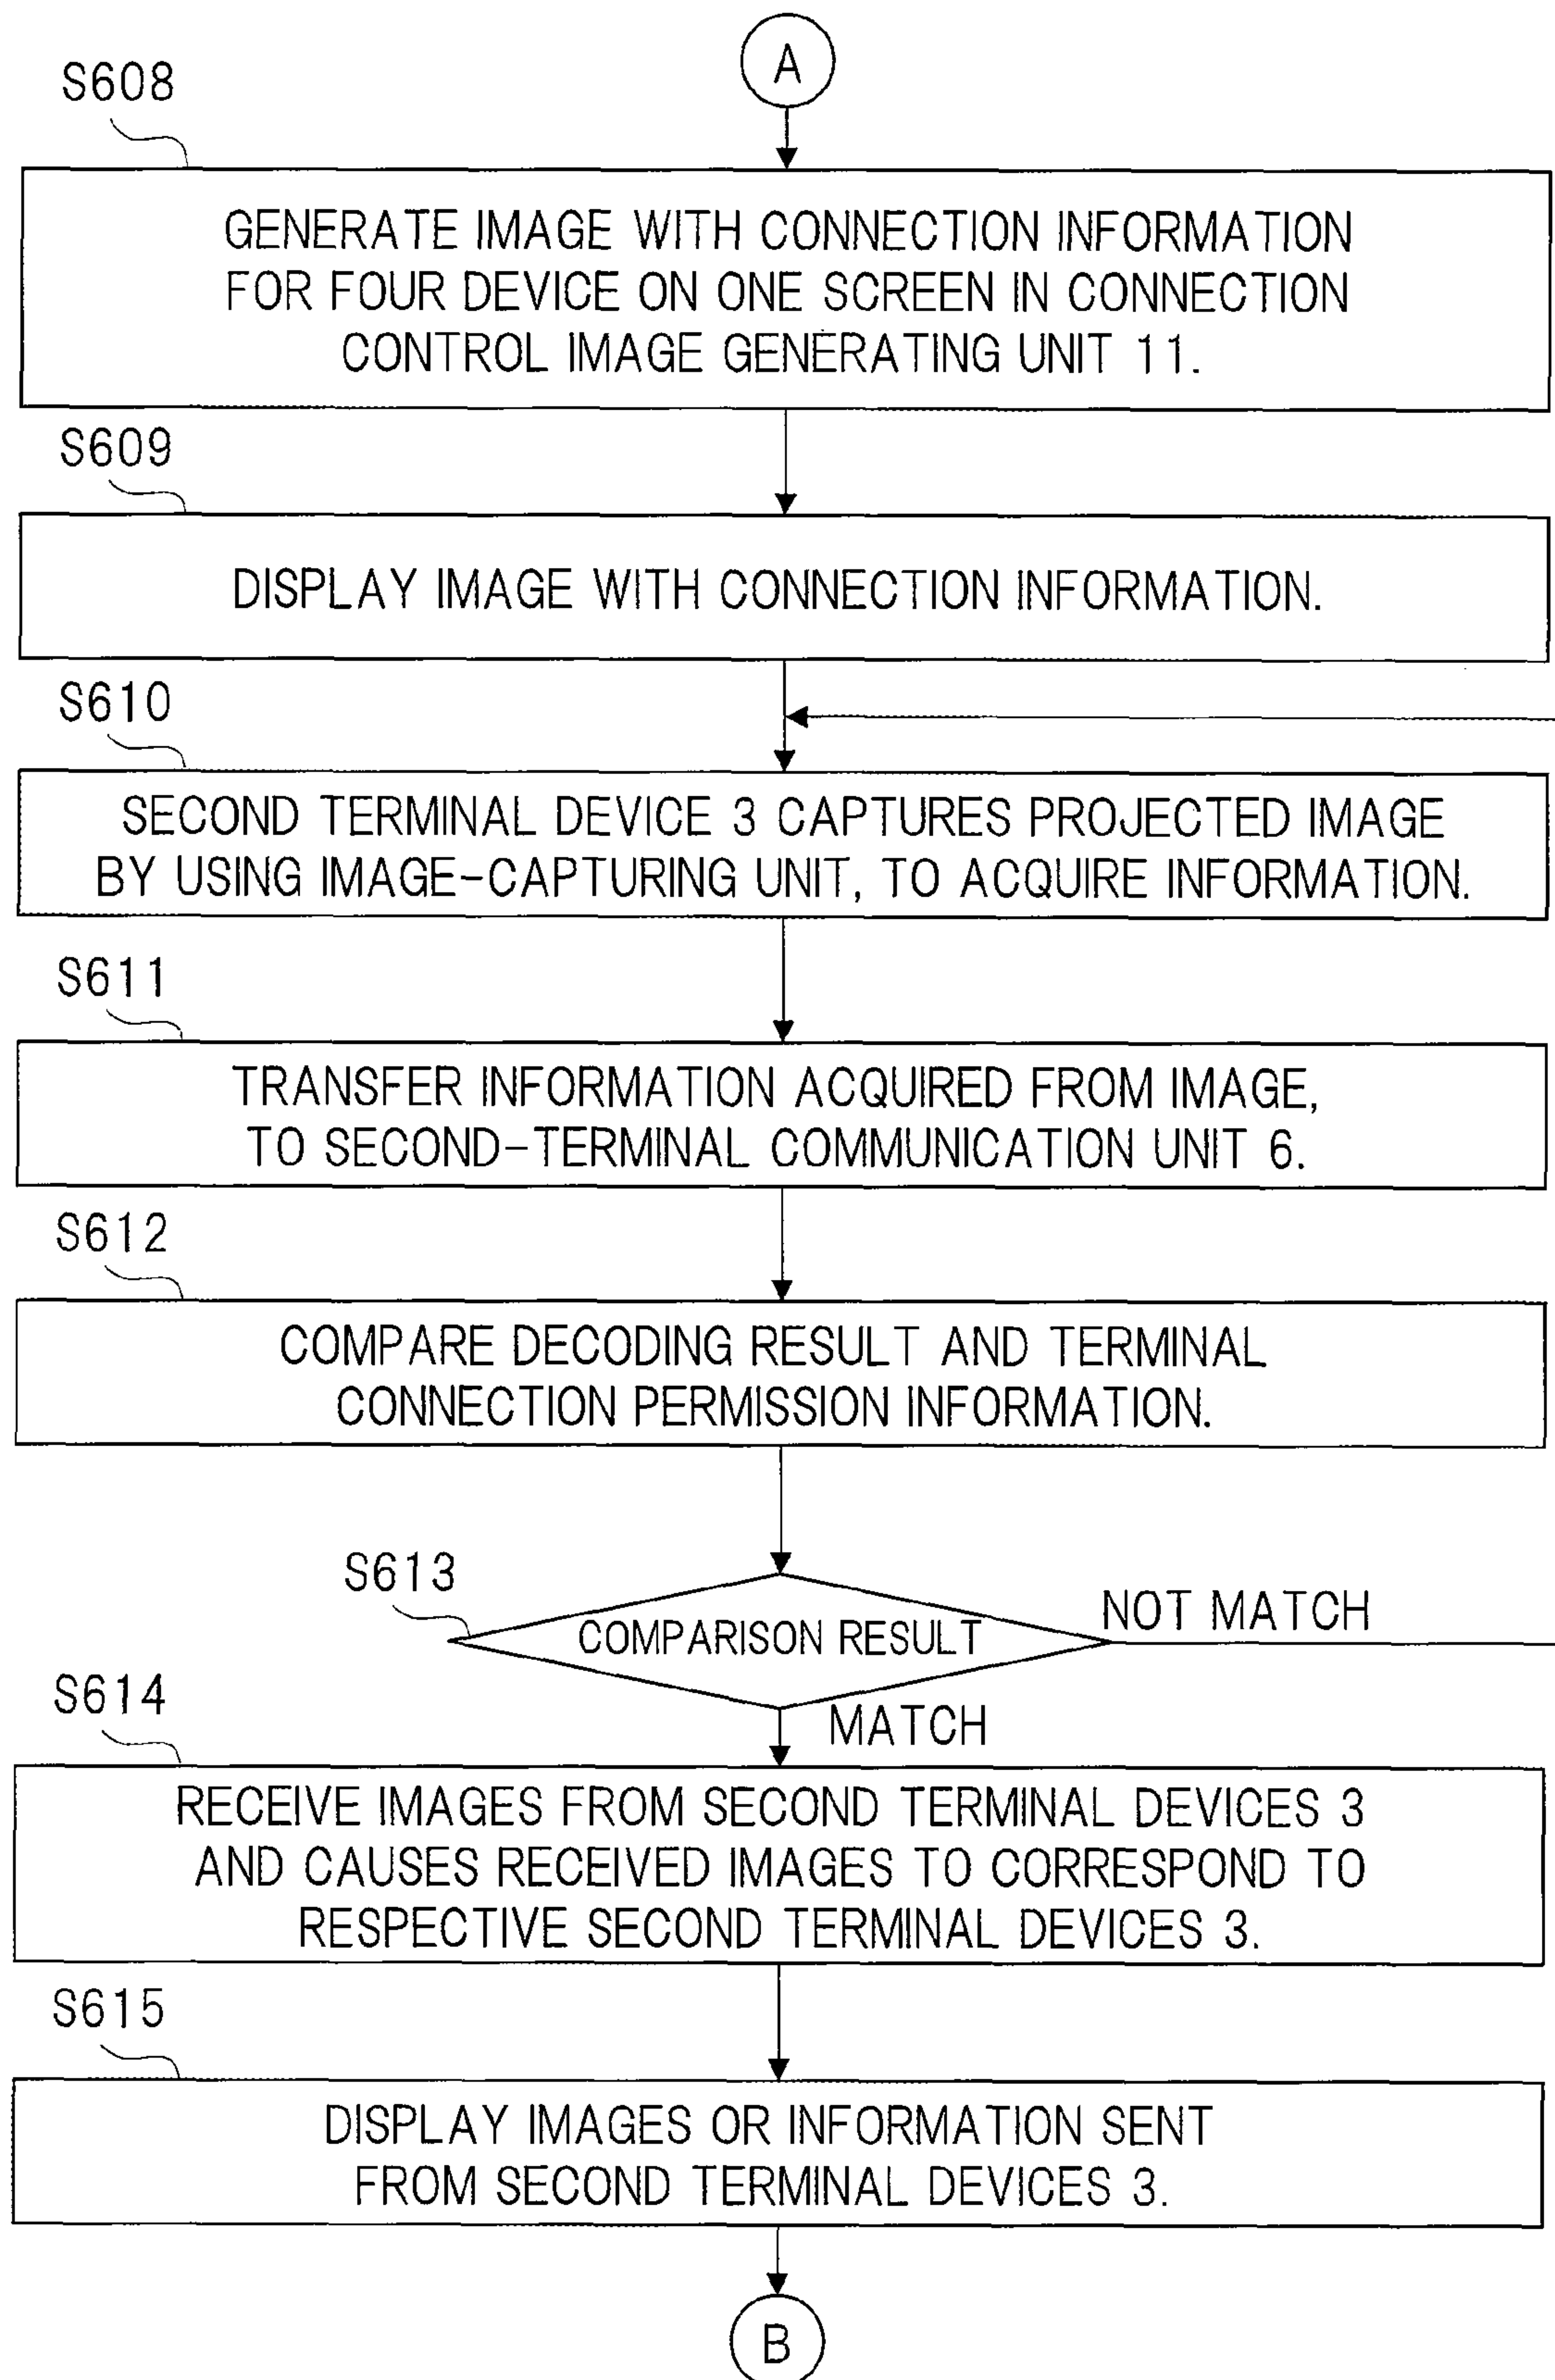 A
S608
GENERATE IMAGE WITH CONNECTION INFORMATION
FOR FOUR DEVICE ON ONE SCREEN IN CONNECTION
CONTROL IMAGE GENERATING UNIT 11.
S609
DISPLAY IMAGE WITH CONNECTION INFORMATION.
S610
SECOND TERMINAL DEVICE 3 CAPTURES PROJECTED IMAGE
BY USING IMAGE-CAPTURING UNIT, TO ACQUIRE INFORMATION.
S611
TRANSFER INFORMATION ACQUIRED FROM IMAGE,
TO SECOND-TERMINAL COMMUNICATION UNIT 6.
S612
COMPARE DECODING RESULT AND TERMINAL
CONNECTION PERMISSION INFORMATION.
S613
COMPARISON RESULT
NOT MATCH
MATCH
S614
RECEIVE IMAGES FROM SECOND TERMINAL DEVICES 3
AND CAUSES RECEIVED IMAGES TO CORRESPOND TO
RESPECTIVE SECOND TERMINAL DEVICES 3.
S615
DISPLAY IMAGES OR INFORMATION SENT
FROM SECOND TERMINAL DEVICES 3.
B